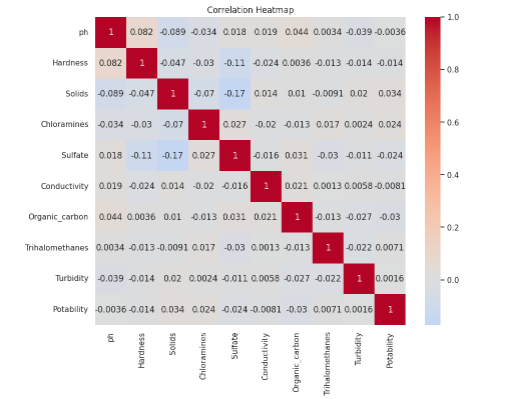 Correlation Heatmap
ph 1 0.082 -0.089 -0.034 0.018 0.019 0.044 0.0034 -0.039 -0.0036
Hardness 0.082 1 -0.047 -0.03 -0.11 -0.024 0.0036 -0.013 -0.014 -0.014
Solids -0.089 -0.047 1 -0.07 -0.17 0.014 0.01 -0.0091 0.02 0.034
Chloramines -0.034 -0.03 -0.07 1 0.027 -0.02 -0.013 0.017 0.0024 0.024
Sulfate 0.018 -0.11 -0.17 0.027 1 -0.016 0.031 -0.03 -0.011 -0.024
Conductivity 0.019 -0.024 0.014 -0.02 -0.016 1 0.021 0.0013 0.0058 -0.0081
Organic_carbon 0.044 0.0036 0.01 -0.013 0.031 0.021 1 -0.013 -0.027 -0.03
Trihalomethanes 0.0034 -0.013 -0.0091 0.017 -0.03 0.0013 -0.013 1 -0.022 0.0071
Turbidity -0.039 -0.014 0.02 0.0024 -0.011 0.0058 -0.027 -0.022 1 0.0016
Potability -0.0036 -0.014 0.034 0.024 -0.024 -0.0081 -0.03 0.0071 0.0016 1
ph Hardness Solids Chloramines Sulfate Conductivity Organic_carbon Trihalomethanes Turbidity Potability
1.0
0.8
0.6
0.4
0.2
0.0